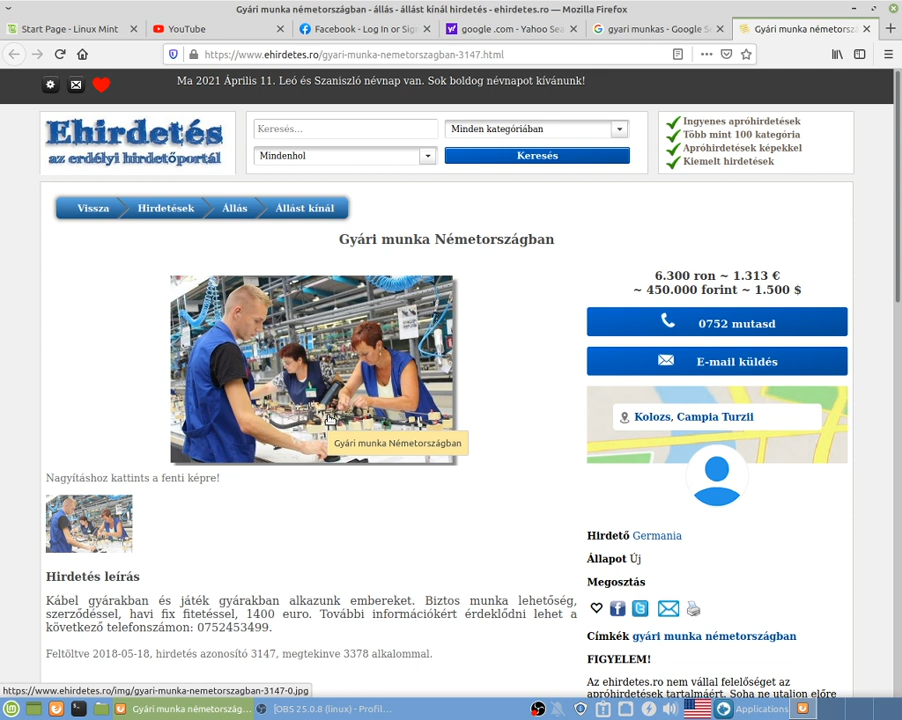 Gyári munka németországban - állás - állást kínál hirdetés - ehirdetes.ro — Mozilla Firefox
Start Page - Linux Mint
YouTube
Facebook - Log In or Sig
google.com - Yahoo Sea
gyari munkas - Google S
Gyári munka németorsz
https://www.ehirdetes.ro/gyari-munka-nemetorszagban-3147.html
Ma 2021 Április 11. Leó és Szaniszló névnap van. Sok boldog névnapot kívánunk!
Ehirdetés
az erdélyi hirdetőportál
Keresés...
Minden kategóriában
Mindenhol
Keresés
Ingyenes apróhirdetések
Több mint 100 kategória
Apróhirdetések képekkel
Kiemelt hirdetések
Vissza
Hirdetések
Állás
Állást kínál
Gyári munka Németországban
6.300 ron ~ 1.313 €
~ 450.000 forint ~ 1.500 $
0752 mutasd
E-mail küldés
Kolozs, Campia Turzii
Gyári munka Németországban
Nagyításhoz kattints a fenti képre!
Hirdető Germania
Állapot Új
Megosztás
Címkék gyári munka németországban
FIGYELEM!
Az ehirdetes.ro nem vállal felelőséget az
apróhirdetések tartalmáért. Soha ne utaljon előre
Hirdetés leírás
Kábel gyárakban és játék gyárakban alkazunk embereket. Biztos munka lehetőség,
szerződéssel, havi fix fitetéssel, 1400 euro. További információkért érdeklődni lehet a
következő telefonszámon: 0752453499.
Feltöltve 2018-05-18, hirdetés azonosító 3147, megtekinve 3378 alkalommal.
https://www.ehirdetes.ro/img/gyari-munka-nemetorszagban-3147-0.jpg
Gyári munka németország...
[OBS 25.0.8 (linux) - Profil...
Applications